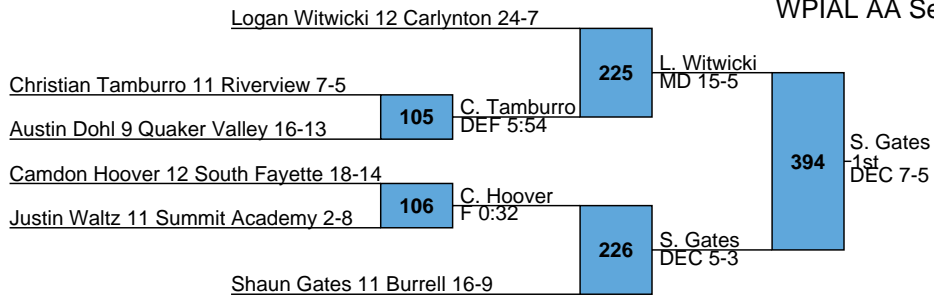 WPIAL AA Se
Logan Witwicki 12 Carlynton 24-7
225
L. Witwicki
MD 15-5
Christian Tamburro 11 Riverview 7-5
105
C. Tamburro
DEF 5:54
Austin Dohl 9 Quaker Valley 16-13
394
S. Gates
1st
DEC 7-5
Camdon Hoover 12 South Fayette 18-14
106
C. Hoover
F 0:32
Justin Waltz 11 Summit Academy 2-8
226
S. Gates
DEC 5-3
Shaun Gates 11 Burrell 16-9